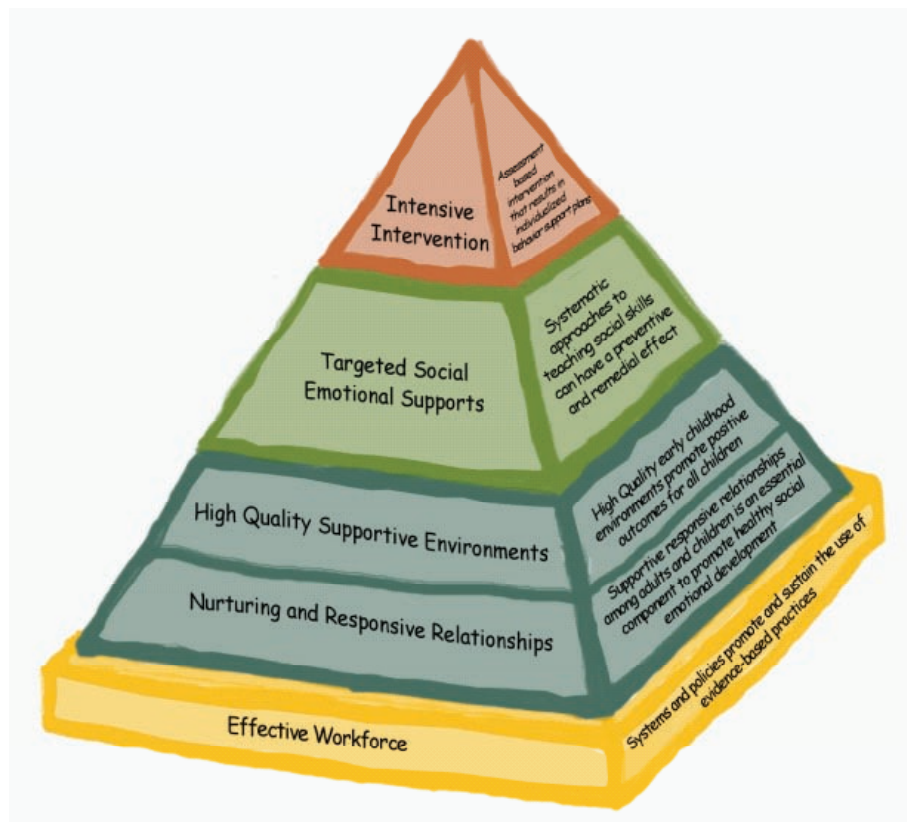 Intensive
Intervention
Assessment
based
intervention
that results in
individualized
behavior support plans
Targeted Social
Emotional Supports
Systematic
approaches to
teaching social skills
can have a preventive
and remedial effect
High Quality Supportive Environments
High Quality early childhood
environments promote positive
outcomes for all children
Nurturing and Responsive Relationships
Supportive responsive relationships
among adults and children is an essential
component to promote healthy social
emotional development
Effective Workforce
Systems and policies promote and sustain the use of
evidence-based practices